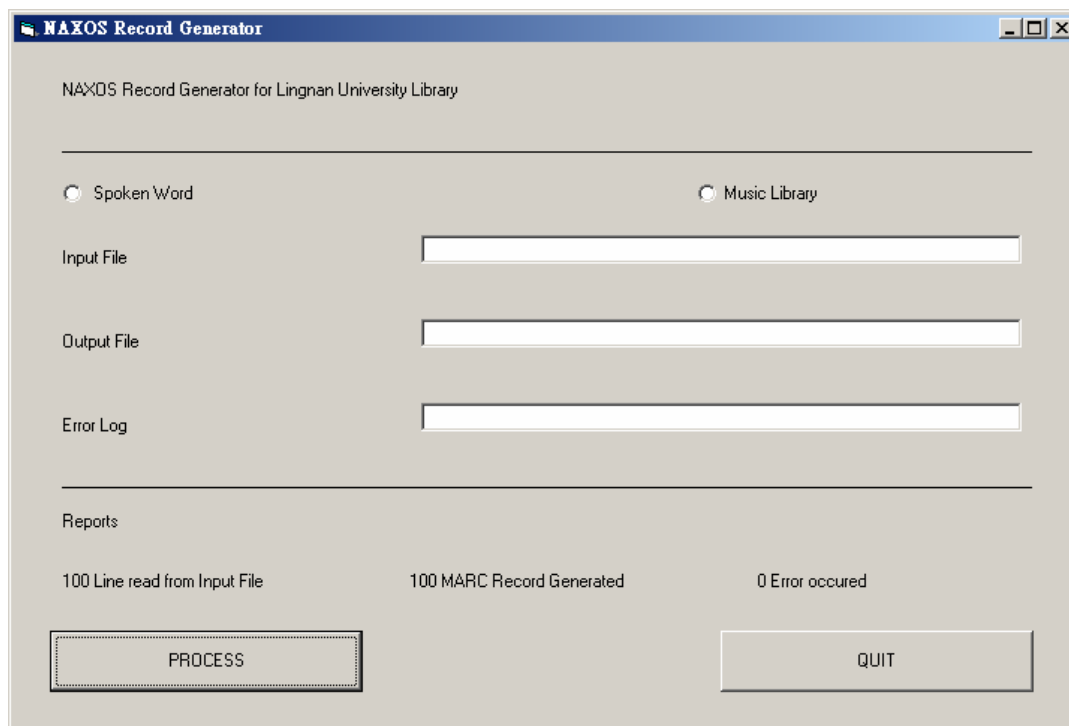 NAXOS Record Generator
NAXOS Record Generator for Lingnan University Library
Spoken Word Music Library
Input File
Output File
Error Log
Reports
100 Line read from Input File 100 MARC Record Generated 0 Error occured
PROCESS QUIT